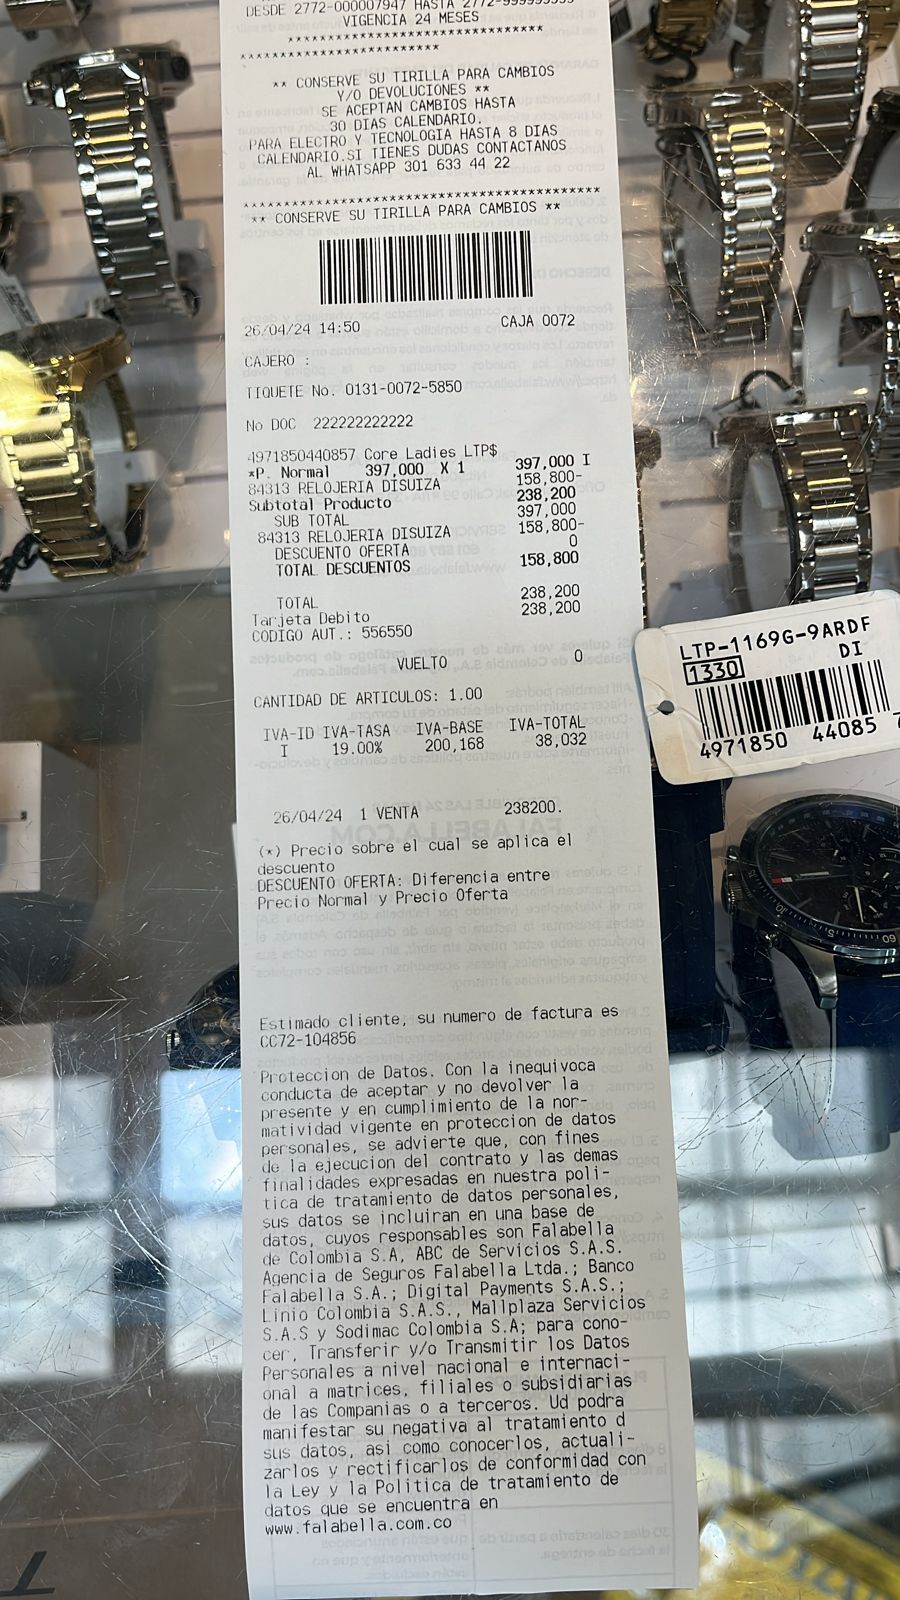 DESDE 2772-000007947 HASTA 2772-999999999
VIGENCIA 24 MESES
*********************************
*************************
** CONSERVE SU TIRILLA PARA CAMBIOS
Y/O DEVOLUCIONES **
SE ACEPTAN CAMBIOS HASTA
30 DIAS CALENDARIO.
PARA ELECTRO Y TECNOLOGIA HASTA 8 DIAS
CALENDARIO.SI TIENES DUDAS CONTACTANOS
AL WHATSAPP 301 633 44 22
******************************************
** CONSERVE SU TIRILLA PARA CAMBIOS **
26/04/24 14:50 CAJA 0072
CAJERO :
TIQUETE No. 0131-0072-5850
No DOC 222222222222
4971850440857 Core Ladies LTP$
*P. Normal 397,000 X 1 397,000 I
84313 RELOJERIA DISUIZA 158,800-
Subtotal Producto 238,200
SUB TOTAL 397,000
84313 RELOJERIA DISUIZA 158,800-
DESCUENTO OFERTA 0
TOTAL DESCUENTOS 158,800
TOTAL 238,200
Tarjeta Debito 238,200
CODIGO AUT.: 556550
VUELTO 0
CANTIDAD DE ARTICULOS: 1.00
IVA-ID IVA-TASA IVA-BASE IVA-TOTAL
I 19.00% 200,168 38,032
26/04/24 1 VENTA 238200.
(*) Precio sobre el cual se aplica el
descuento
DESCUENTO OFERTA: Diferencia entre
Precio Normal y Precio Oferta
Estimado cliente, su numero de factura es
CC72-104856
Proteccion de Datos. Con la inequivoca
conducta de aceptar y no devolver la
presente y en cumplimiento de la nor-
matividad vigente en proteccion de datos
personales, se advierte que, con fines
de la ejecucion del contrato y las demas
finalidades expresadas en nuestra poli-
tica de tratamiento de datos personales,
sus datos se incluiran en una base de
datos, cuyos responsables son Falabella
de Colombia S.A, ABC de Servicios S.A.S.
Agencia de Seguros Falabella Ltda.; Banco
Falabella S.A.; Digital Payments S.A.S.;
Linio Colombia S.A.S., Mallplaza Servicios
S.A.S y Sodimac Colombia S.A; para cono-
cer, Transferir y/o Transmitir los Datos
Personales a nivel nacional e internaci-
onal a matrices, filiales o subsidiarias
de las Companias o a terceros. Ud podra
manifestar su negativa al tratamiento d
sus datos, asi como conocerlos, actuali-
zarlos y rectificarlos de conformidad con
la Ley y la Politica de tratamiento de
datos que se encuentra en
www.falabella.com.co
LTP-1169G-9ARDF
1330 DI
4971850 44085 7
60